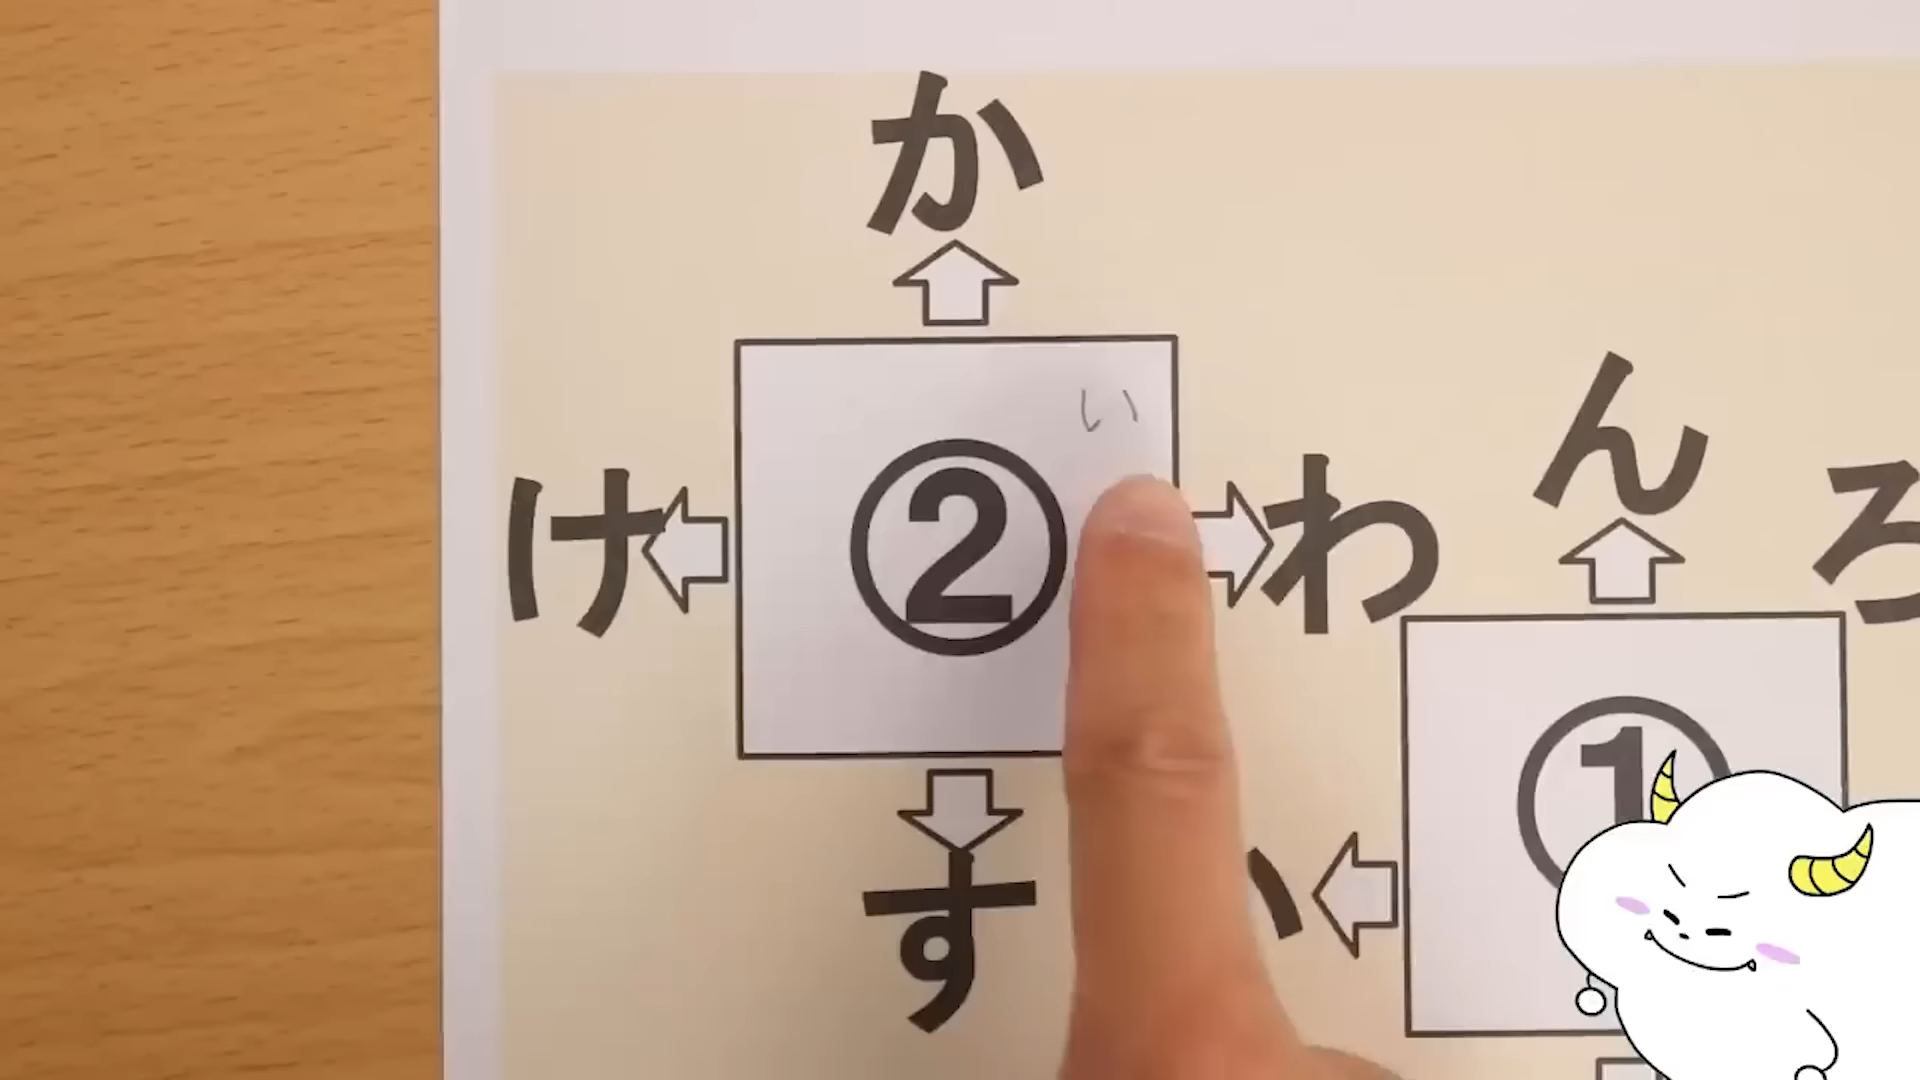 か
い
け
②
わ
ん
ろ
①
い
す